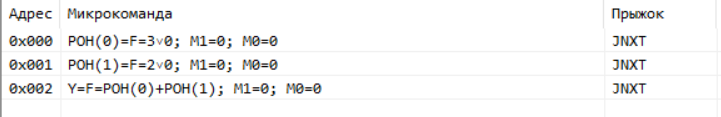 Адрес Микрокоманда Прыжок
0x000 РОН(0)=F=3∨0; M1=0; M0=0 JNXT
0x001 РОН(1)=F=2∨0; M1=0; M0=0 JNXT
0x002 Y=F=РОН(0)+РОН(1); M1=0; M0=0 JNXT